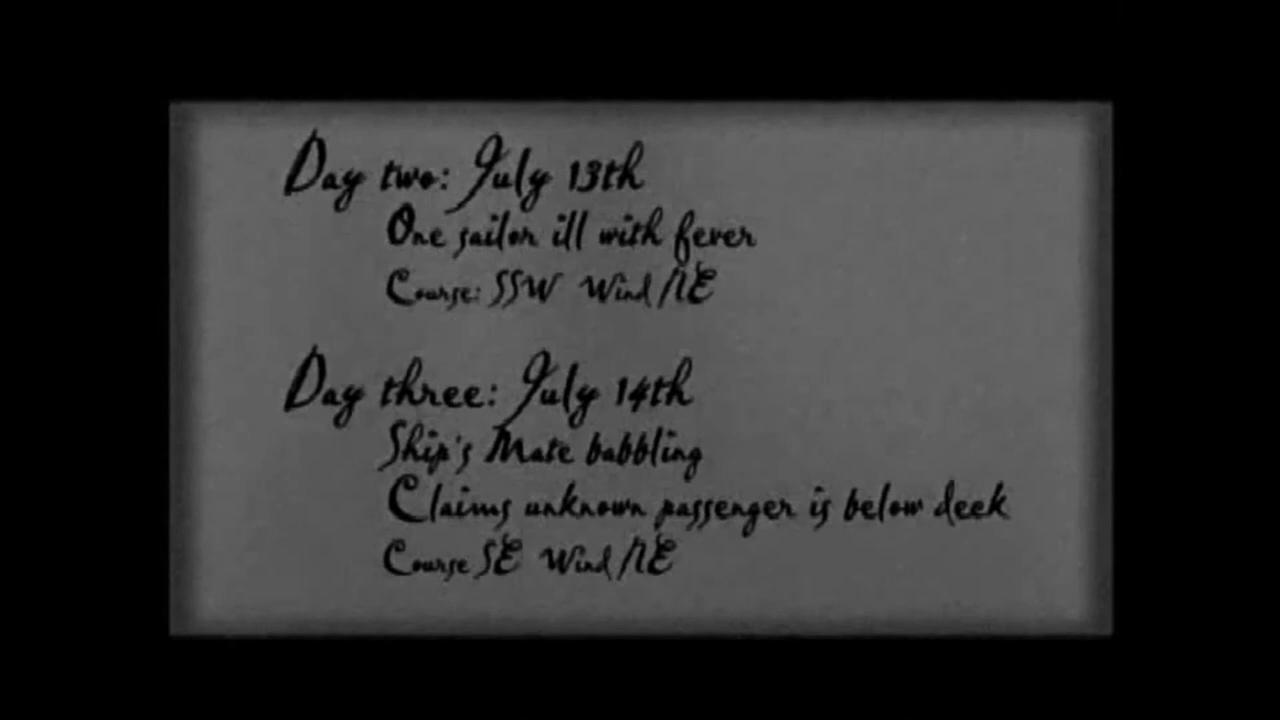 Day two: July 13th
One sailor ill with fever
Course: SSW Wind NE
Day three: July 14th
Ship's Mate babbling
Claims unknown passenger is below deck
Course SE Wind NE